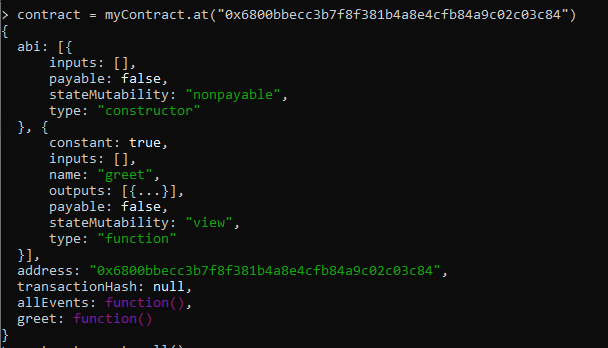 > contract = myContract.at("0x6800bbecc3b7f8f381b4a8e4cfb84a9c02c03c84")
{
  abi: [{
      inputs: [],
      payable: false,
      stateMutability: "nonpayable",
      type: "constructor"
  }, {
      constant: true,
      inputs: [],
      name: "greet",
      outputs: [{...}],
      payable: false,
      stateMutability: "view",
      type: "function"
  }],
  address: "0x6800bbecc3b7f8f381b4a8e4cfb84a9c02c03c84",
  transactionHash: null,
  allEvents: function(),
  greet: function()
}